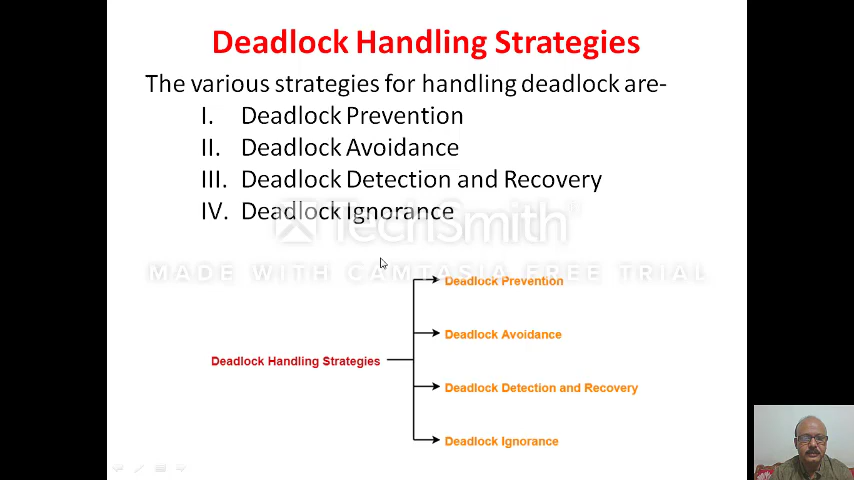 Deadlock Handling Strategies
The various strategies for handling deadlock are-
I. Deadlock Prevention
II. Deadlock Avoidance
III. Deadlock Detection and Recovery
IV. Deadlock Ignorance
TechSmith
MADE WITH CAMTASIA FREE TRIAL
Deadlock Prevention
Deadlock Avoidance
Deadlock Handling Strategies
Deadlock Detection and Recovery
Deadlock Ignorance